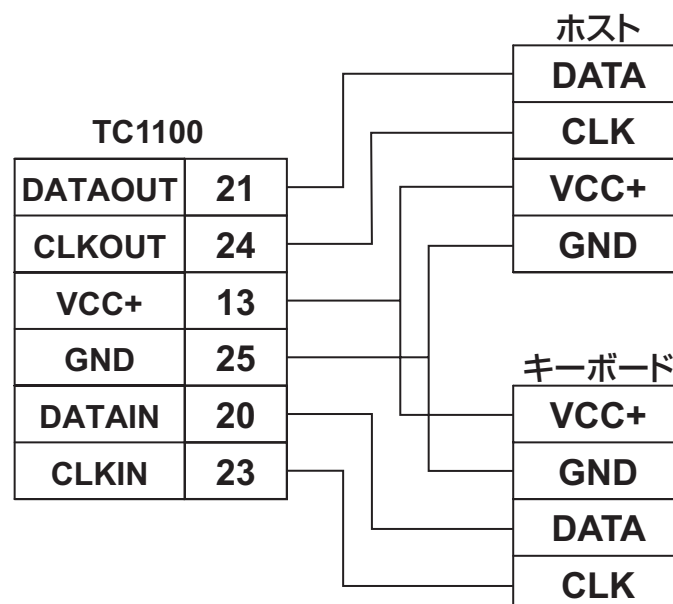 TC1100
DATAOUT 21
CLKOUT 24
VCC+ 13
GND 25
DATAIN 20
CLKIN 23
ホスト
DATA
CLK
VCC+
GND
キーボード
VCC+
GND
DATA
CLK